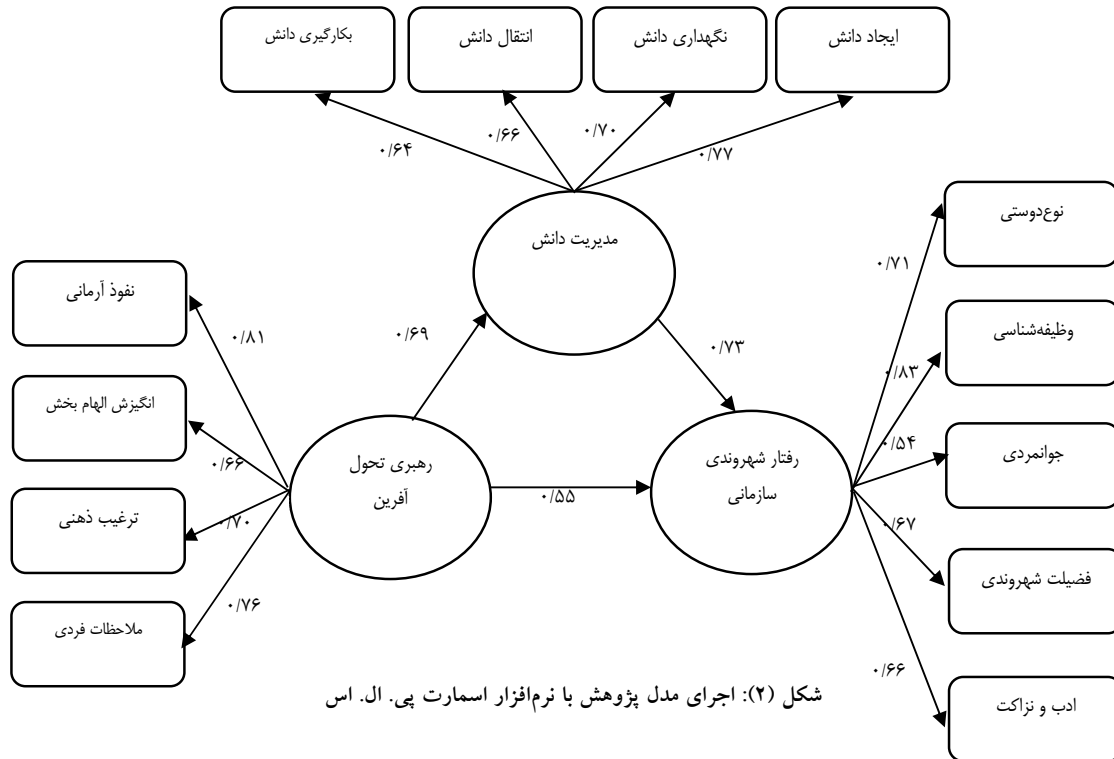 ایجاد دانش
نگهداری دانش
انتقال دانش
بکارگیری دانش
۰/۷۷
۰/۷۰
۰/۶۶
۰/۶۴
مدیریت دانش
نوع‌دوستی
۰/۷۱
وظیفه‌شناسی
۰/۸۳
جوانمردی
۰/۵۴
فضیلت شهروندی
۰/۶۷
ادب و نزاکت
۰/۶۶
۰/۷۳
۰/۶۹
رفتار شهروندی
سازمانی
۰/۵۵
رهبری تحول
آفرین
نفوذ آرمانی
۰/۸۱
انگیزش الهام بخش
۰/۶۶
ترغیب ذهنی
۰/۷۰
ملاحظات فردی
۰/۷۶
شکل (۲): اجرای مدل پژوهش با نرم‌افزار اسمارت پی. ال. اس